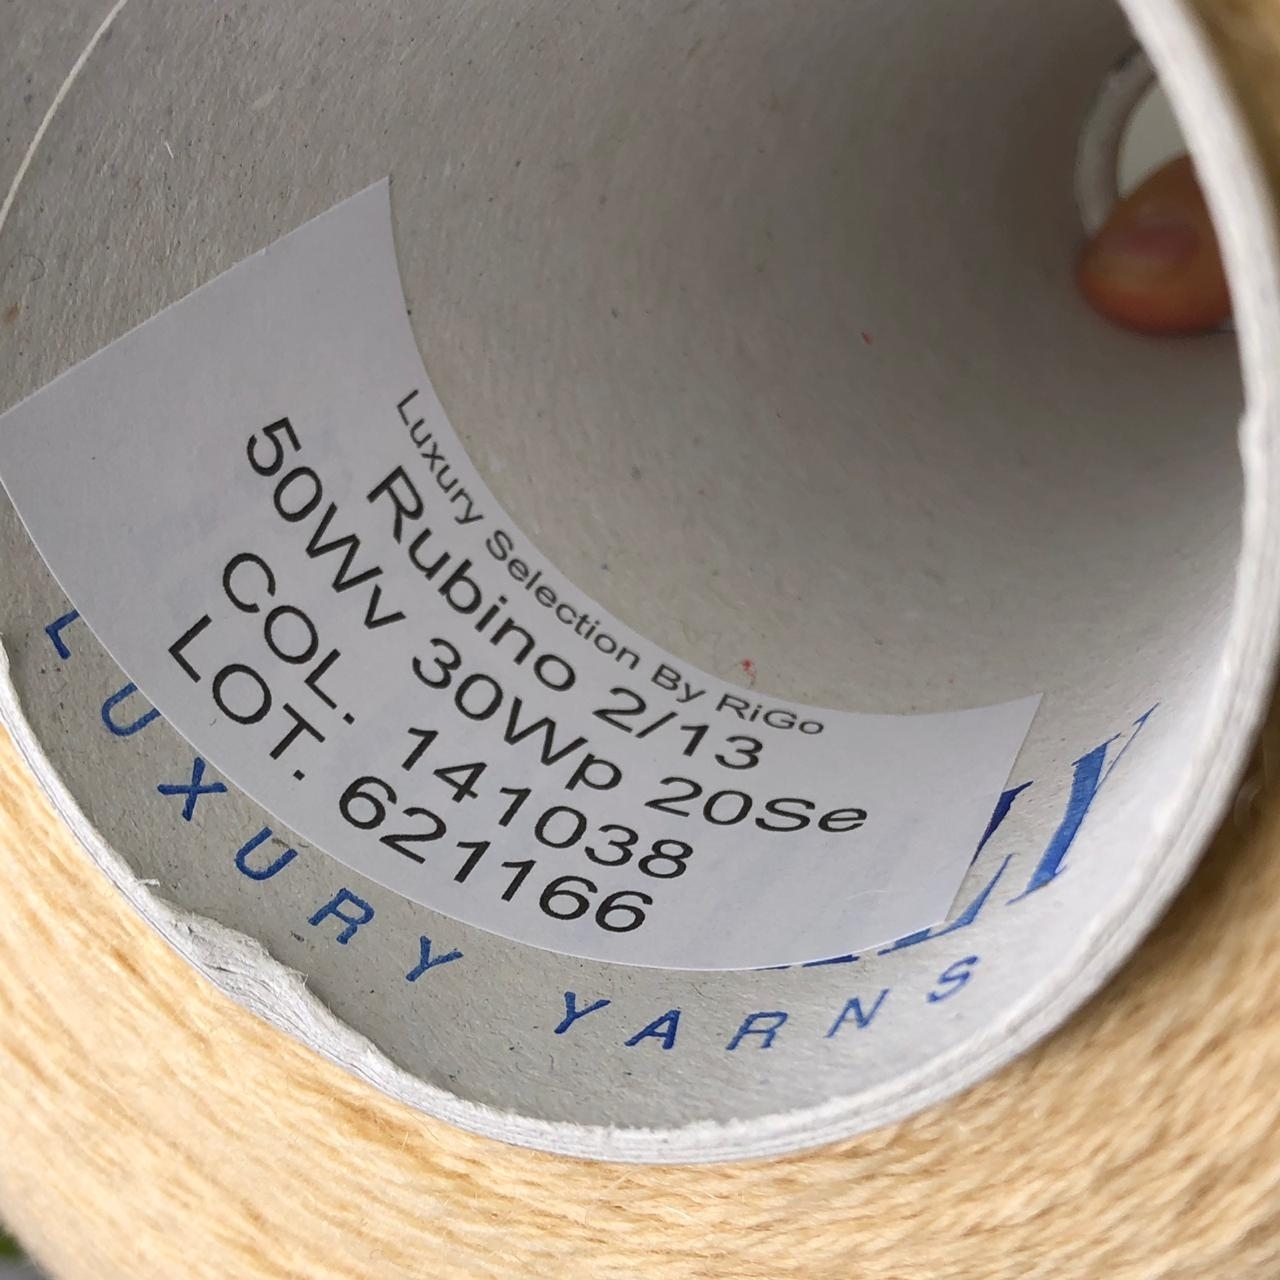 Luxury Selection By RiGo
Rubino 2/13
50Wv 30Wp 20Se
COL. 141038
LOT. 621166
LUXURY YARNS